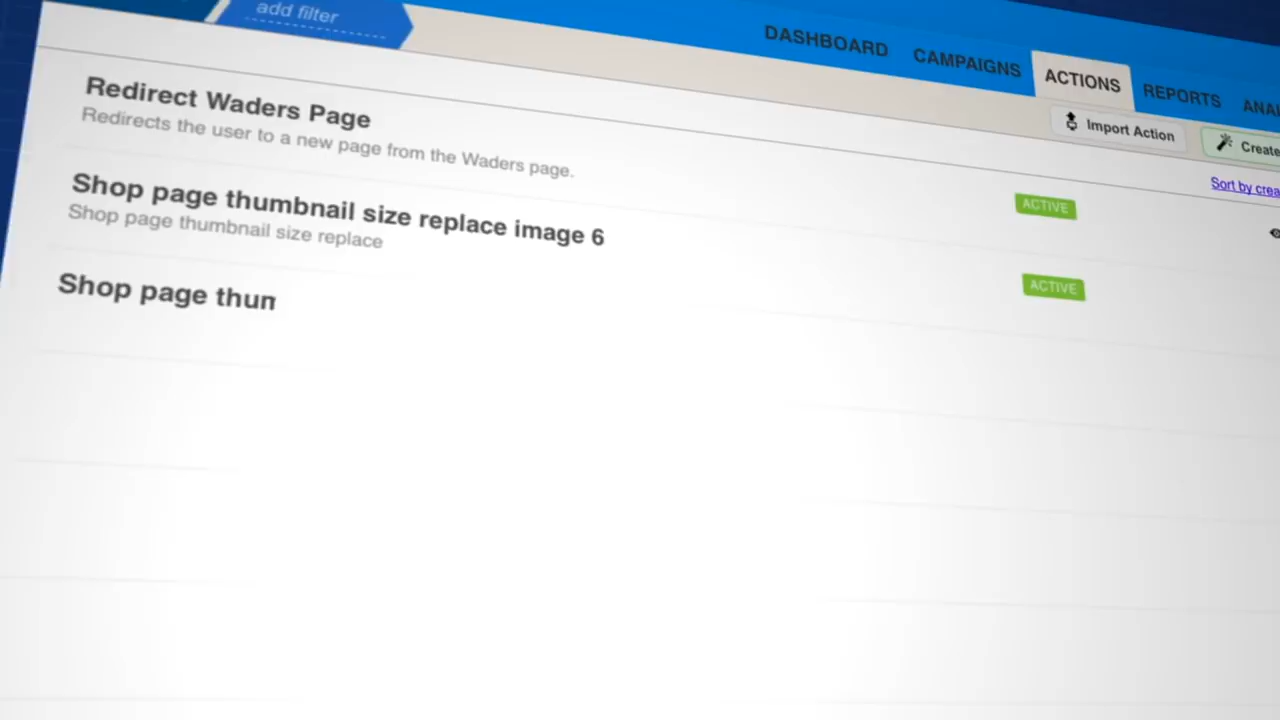 add filter
DASHBOARD
CAMPAIGNS
ACTIONS
REPORTS
Import Action
Create
Sort by
Redirect Waders Page
Redirects the user to a new page from the Waders page.
ACTIVE
Shop page thumbnail size replace image 6
Shop page thumbnail size replace
ACTIVE
Shop page